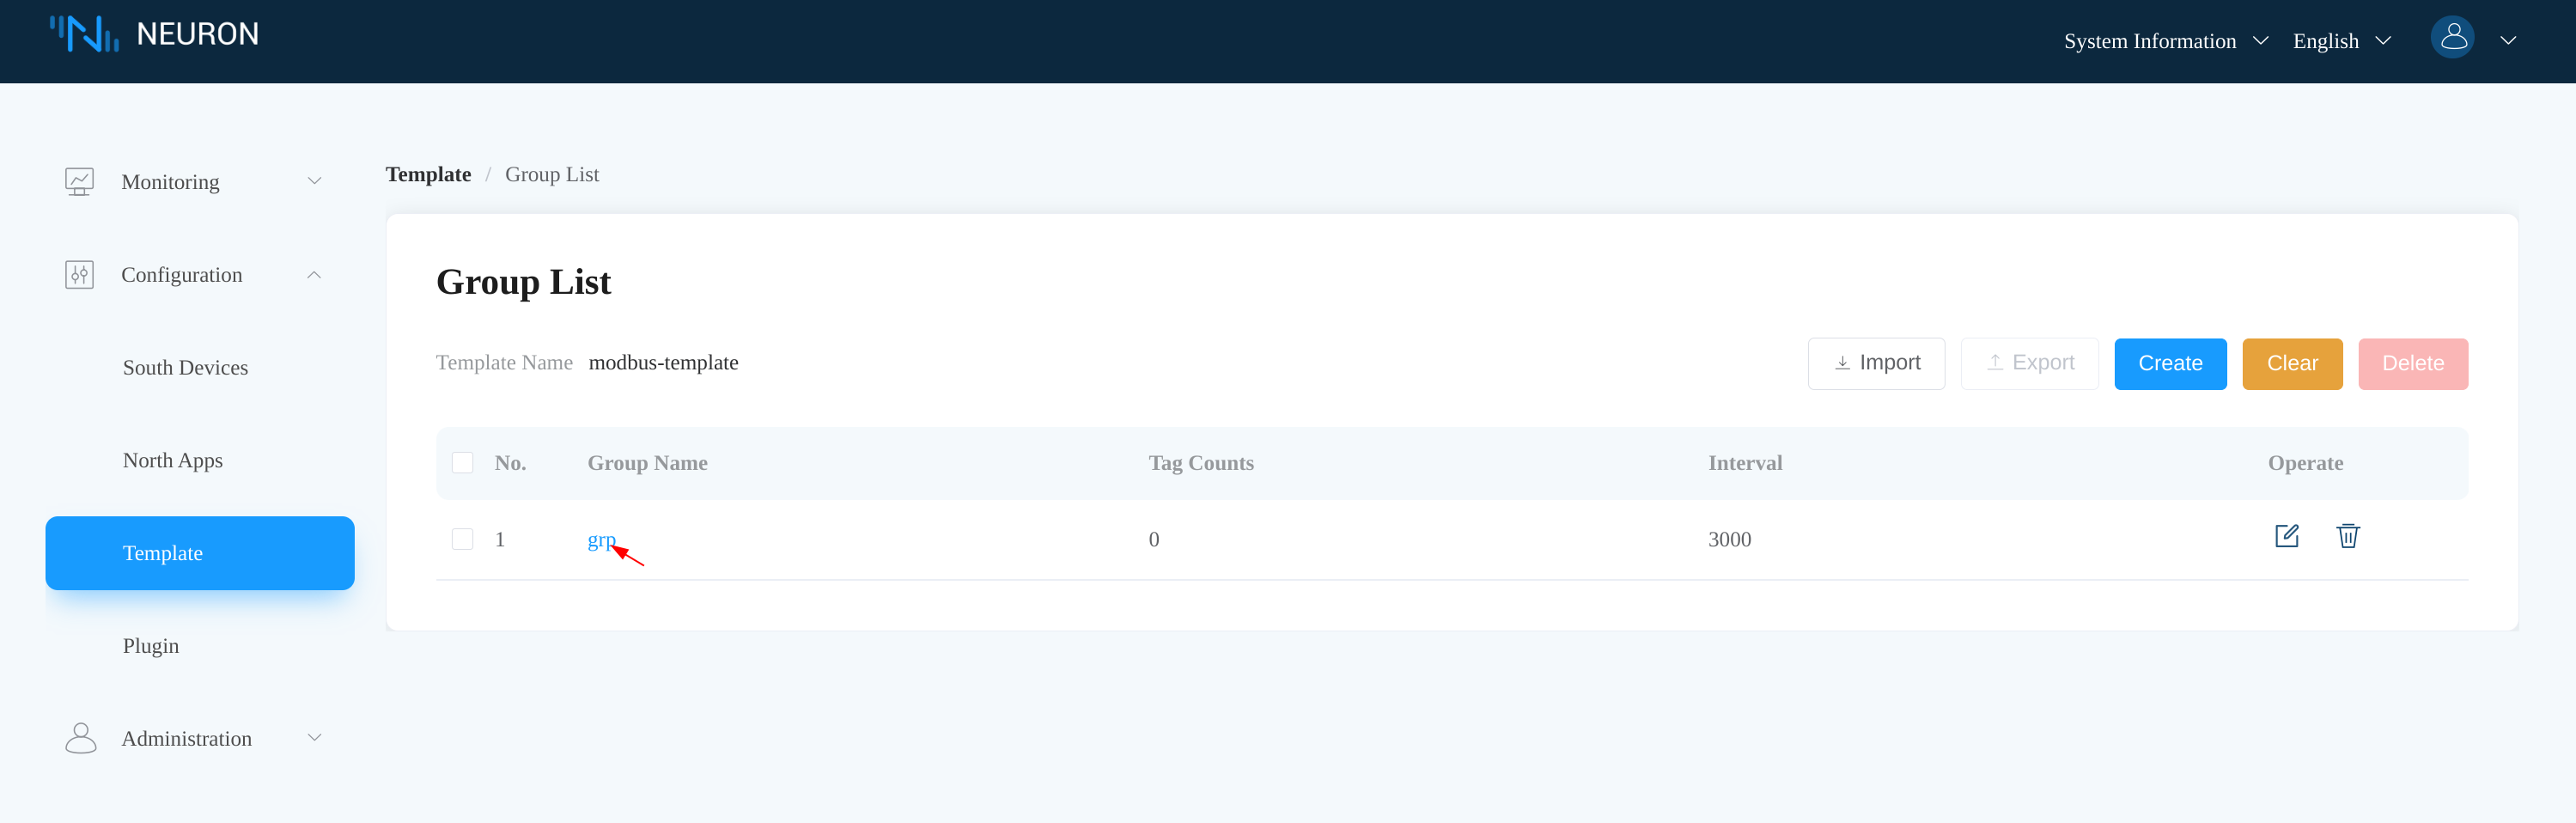 NEURON
System Information English
Monitoring
Configuration
South Devices
North Apps
Template
Plugin
Administration
Template / Group List
Group List
Template Name modbus-template
Import Export Create Clear Delete
No. Group Name Tag Counts Interval Operate
1 grp 0 3000